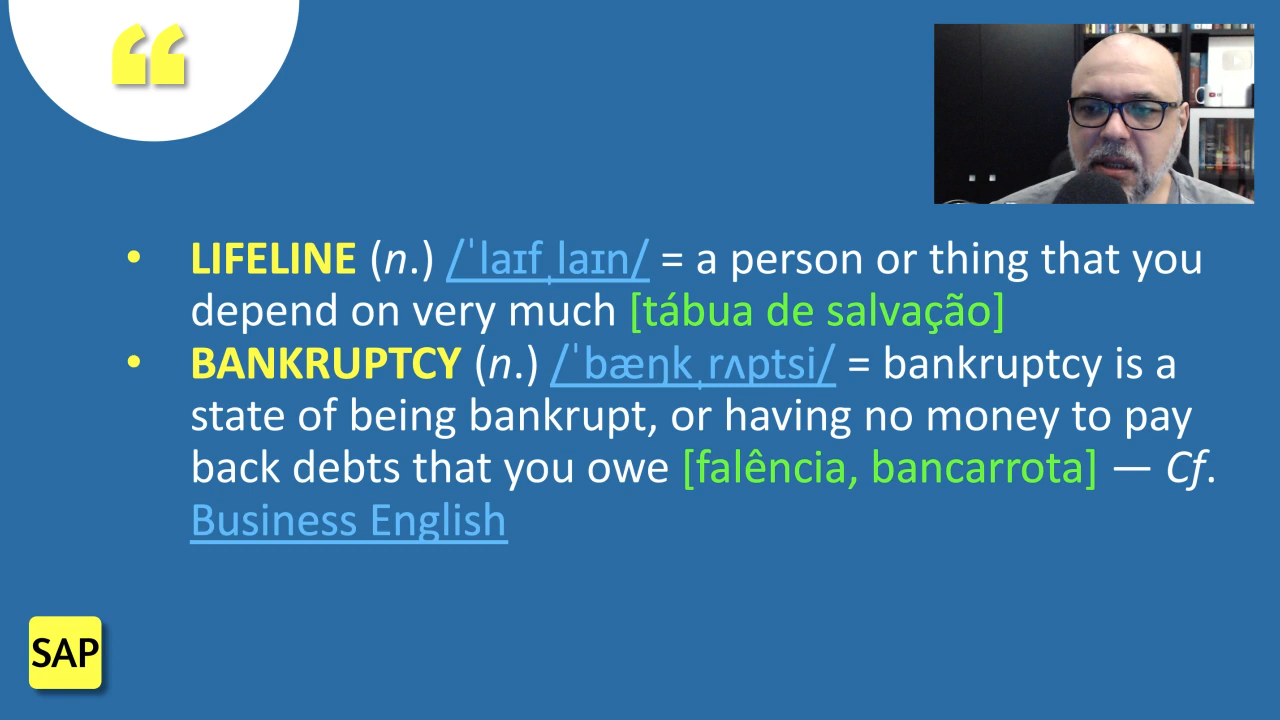 “
• LIFELINE (n.) /ˈlaɪfˌlaɪn/ = a person or thing that you
depend on very much [tábua de salvação]
• BANKRUPTCY (n.) /ˈbæŋkˌrʌptsi/ = bankruptcy is a
state of being bankrupt, or having no money to pay
back debts that you owe [falência, bancarrota] — Cf.
Business English
SAP